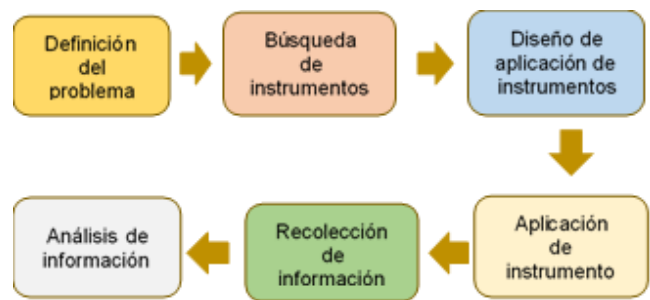 Definición
del
problema
Búsqueda
de
instrumentos
Diseño de
aplicación de
instrumentos
Aplicación
de
instrumento
Recolección
de
información
Análisis de
información